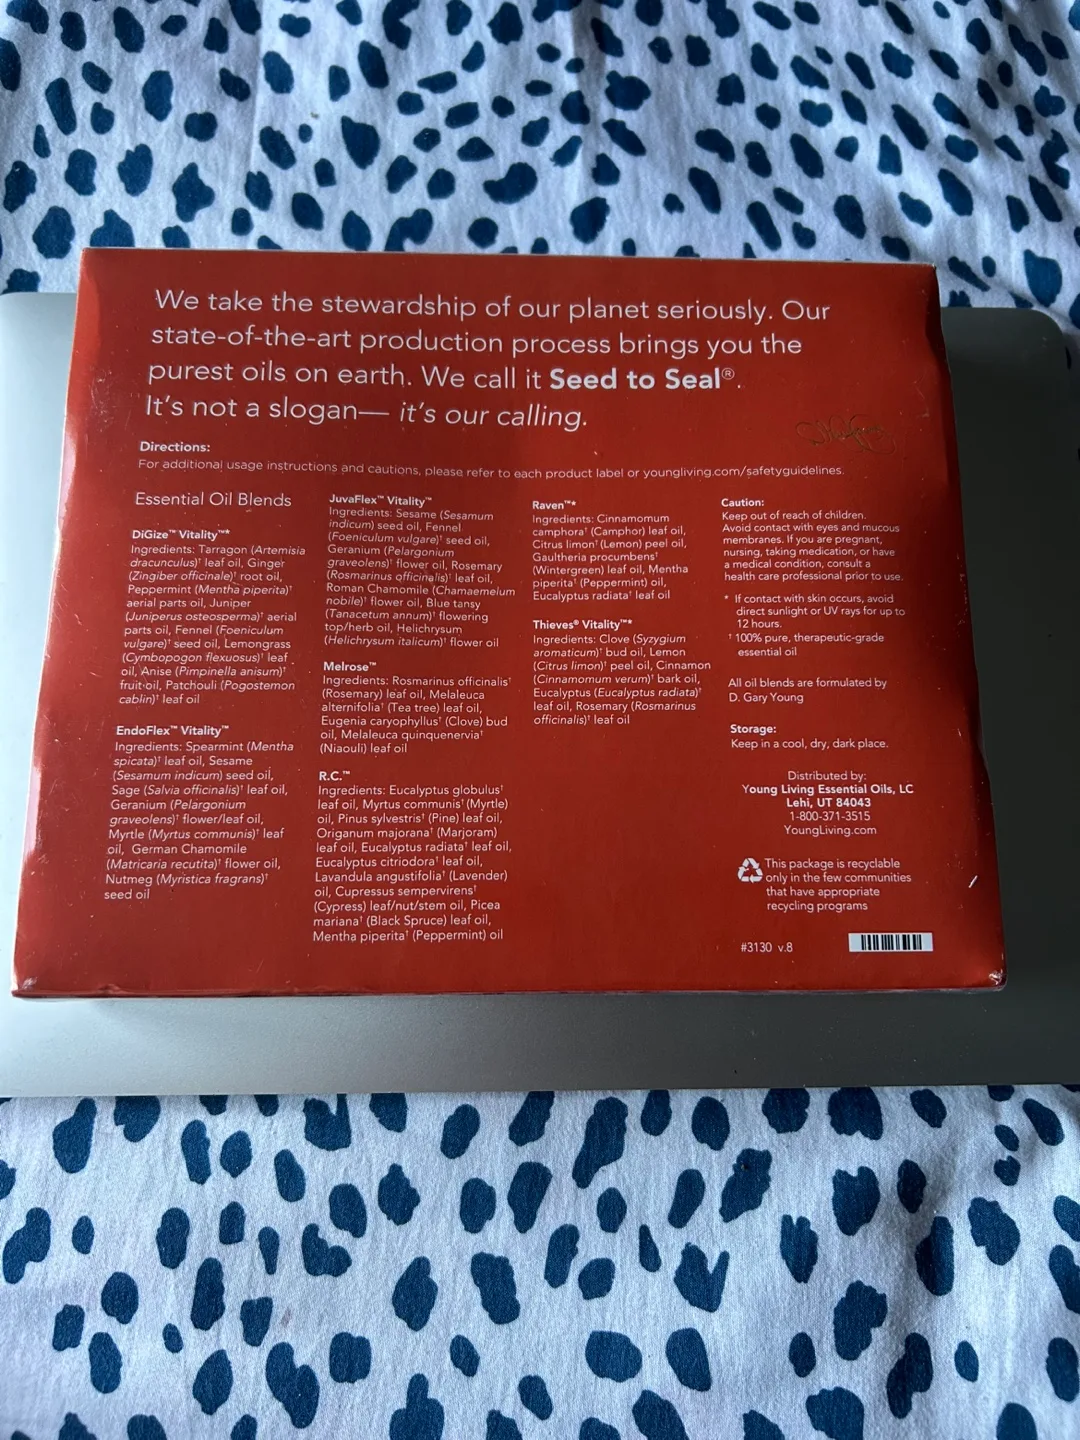 We take the stewardship of our planet seriously. Our
state-of-the-art production process brings you the
purest oils on earth. We call it Seed to Seal®.
It's not a slogan— it's our calling.
Directions:
For additional usage instructions and cautions, please refer to each product label or youngliving.com/safetyguidelines.
Essential Oil Blends
DiGize™ Vitality™*
Ingredients: Tarragon (Artemisia
dracunculus)† leaf oil, Ginger
(Zingiber officinale)† root oil,
Peppermint (Mentha piperita)†
aerial parts oil, Juniper
(Juniperus osteosperma)† aerial
parts oil, Fennel (Foeniculum
vulgare)† seed oil, Lemongrass
(Cymbopogon flexuosus)† leaf
oil, Anise (Pimpinella anisum)†
fruit oil, Patchouli (Pogostemon
cablin)† leaf oil
EndoFlex™ Vitality™
Ingredients: Spearmint (Mentha
spicata)† leaf oil, Sesame
(Sesamum indicum) seed oil,
Sage (Salvia officinalis)† leaf oil,
Geranium (Pelargonium
graveolens)† flower/leaf oil,
Myrtle (Myrtus communis)† leaf
oil, German Chamomile
(Matricaria recutita)† flower oil,
Nutmeg (Myristica fragrans)†
seed oil
JuvaFlex™ Vitality™
Ingredients: Sesame (Sesamum
indicum) seed oil, Fennel
(Foeniculum vulgare)† seed oil,
Geranium (Pelargonium
graveolens)† flower oil, Rosemary
(Rosmarinus officinalis)† leaf oil,
Roman Chamomile (Chamaemelum
nobile)† flower oil, Blue tansy
(Tanacetum annum)† flowering
top/herb oil, Helichrysum
(Helichrysum italicum)† flower oil
Melrose™
Ingredients: Rosmarinus officinalis†
(Rosemary) leaf oil, Melaleuca
alternifolia† (Tea tree) leaf oil,
Eugenia caryophyllus† (Clove) bud
oil, Melaleuca quinquenervia†
(Niaouli) leaf oil
R.C.™
Ingredients: Eucalyptus globulus†
leaf oil, Myrtus communis† (Myrtle)
oil, Pinus sylvestris† (Pine) leaf oil,
Origanum majorana† (Marjoram)
leaf oil, Eucalyptus radiata† leaf oil,
Eucalyptus citriodora† leaf oil,
Lavandula angustifolia† (Lavender)
oil, Cupressus sempervirens†
(Cypress) leaf/nut/stem oil, Picea
mariana† (Black Spruce) leaf oil,
Mentha piperita† (Peppermint) oil
Raven™*
Ingredients: Cinnamomum
camphora† (Camphor) leaf oil,
Citrus limon† (Lemon) peel oil,
Gaultheria procumbens†
(Wintergreen) leaf oil, Mentha
piperita† (Peppermint) oil,
Eucalyptus radiata† leaf oil
Thieves® Vitality™*
Ingredients: Clove (Syzygium
aromaticum)† bud oil, Lemon
(Citrus limon)† peel oil, Cinnamon
(Cinnamomum verum)† bark oil,
Eucalyptus (Eucalyptus radiata)†
leaf oil, Rosemary (Rosmarinus
officinalis)† leaf oil
Caution:
Keep out of reach of children.
Avoid contact with eyes and mucous
membranes. If you are pregnant,
nursing, taking medication, or have
a medical condition, consult a
health care professional prior to use.
* If contact with skin occurs, avoid
direct sunlight or UV rays for up to
12 hours.
† 100% pure, therapeutic-grade
essential oil
All oil blends are formulated by
D. Gary Young
Storage:
Keep in a cool, dry, dark place.
Distributed by:
Young Living Essential Oils, LC
Lehi, UT 84043
1-800-371-3515
YoungLiving.com
This package is recyclable
only in the few communities
that have appropriate
recycling programs
#3130 v.8